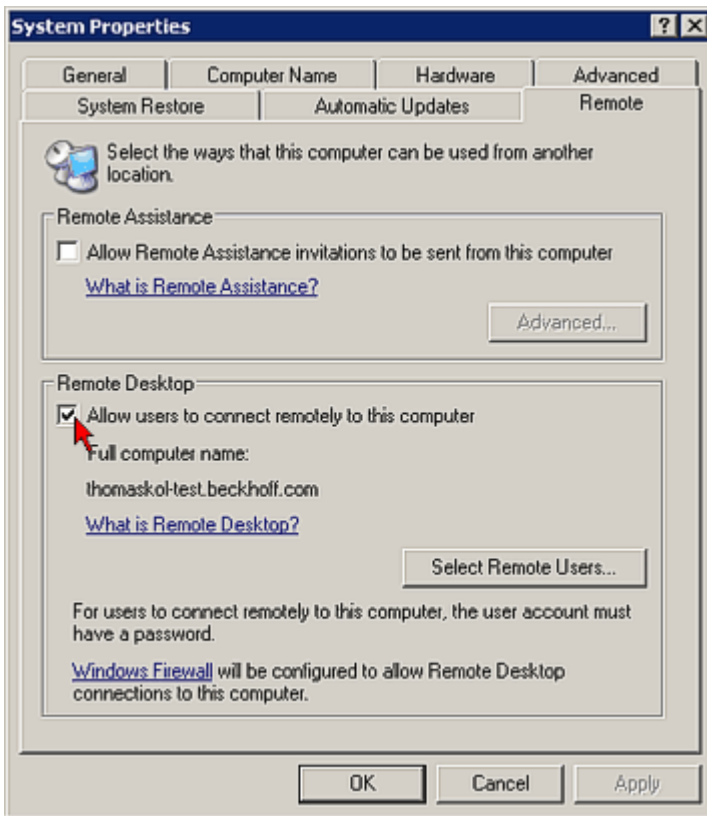 System Properties
General
Computer Name
Hardware
Advanced
System Restore
Automatic Updates
Remote
Select the ways that this computer can be used from another
location.
Remote Assistance
Allow Remote Assistance invitations to be sent from this computer
What is Remote Assistance?
Advanced...
Remote Desktop
Allow users to connect remotely to this computer
Full computer name:
thomaskol-test.beckhoff.com
What is Remote Desktop?
Select Remote Users...
For users to connect remotely to this computer, the user account must
have a password.
Windows Firewall will be configured to allow Remote Desktop
connections to this computer.
OK
Cancel
Apply